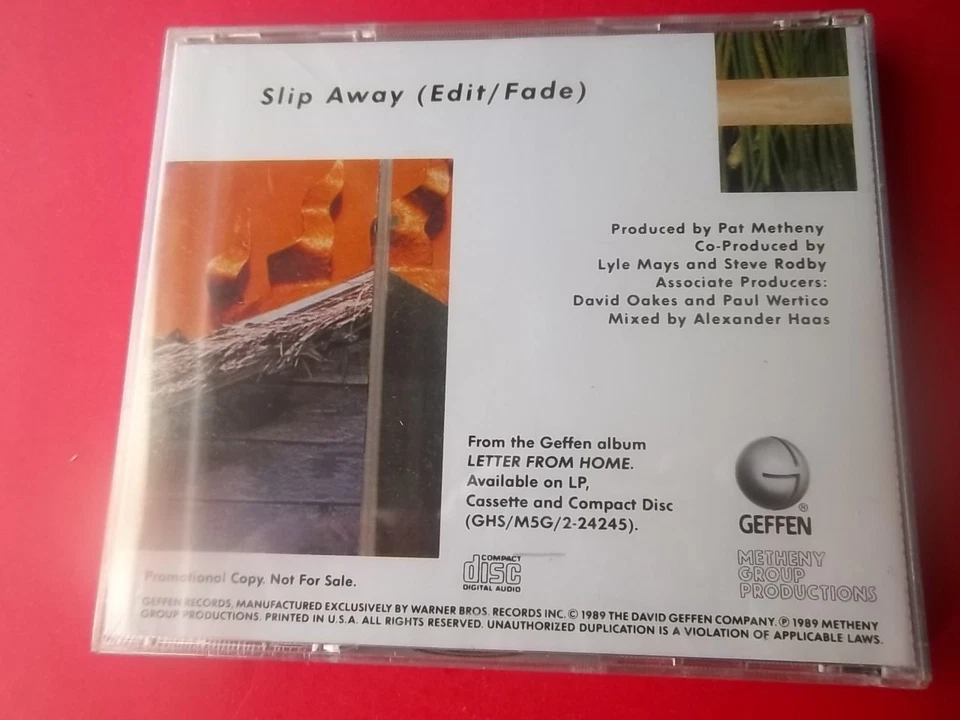 Slip Away (Edit/Fade)
Produced by Pat Metheny
Co-Produced by
Lyle Mays and Steve Rodby
Associate Producers:
David Oakes and Paul Wertico
Mixed by Alexander Haas
From the Geffen album
LETTER FROM HOME.
Available on LP,
Cassette and Compact Disc
(GHS/M5G/2-24245).
GEFFEN
METHENY
GROUP
PRODUCTIONS
Promotional Copy. Not For Sale.
COMPACT
disc
DIGITAL AUDIO
GEFFEN RECORDS, MANUFACTURED EXCLUSIVELY BY WARNER BROS. RECORDS INC. © 1989 THE DAVID GEFFEN COMPANY. ℗ 1989 METHENY
GROUP PRODUCTIONS. PRINTED IN U.S.A. ALL RIGHTS RESERVED. UNAUTHORIZED DUPLICATION IS A VIOLATION OF APPLICABLE LAWS.